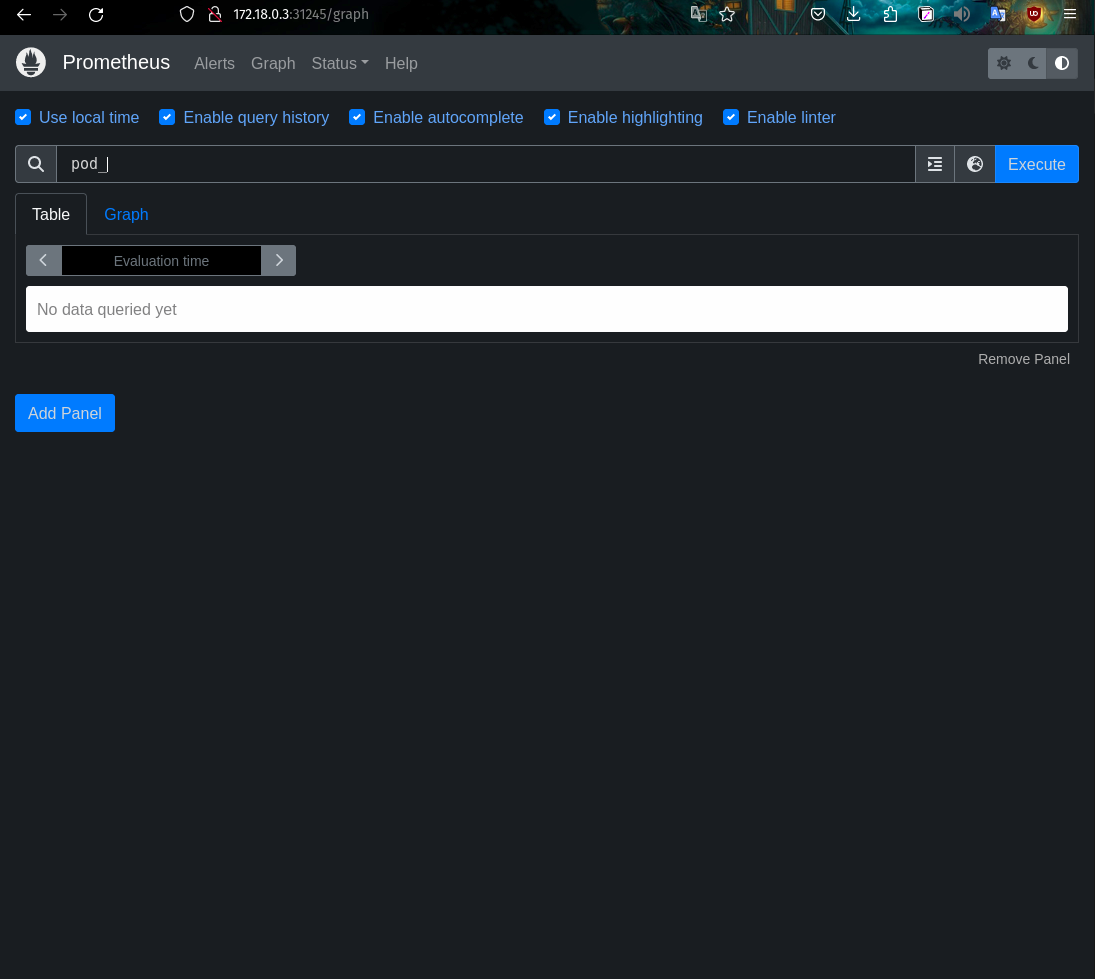 172.18.0.3:31245/graph
Prometheus Alerts Graph Status Help
Use local time Enable query history Enable autocomplete Enable highlighting Enable linter
pod_ Execute
Table Graph
Evaluation time
No data queried yet
Remove Panel
Add Panel